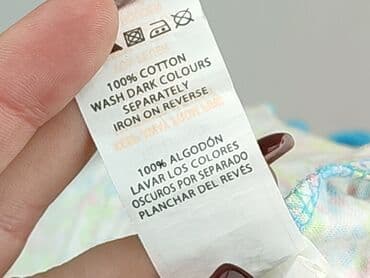 100% COTTON
WASH DARK COLOURS
SEPARATELY
IRON ON REVERSE
100% ALGODÓN
LAVAR LOS COLORES
OSCUROS POR SEPARADO
PLANCHAR DEL REVÉS